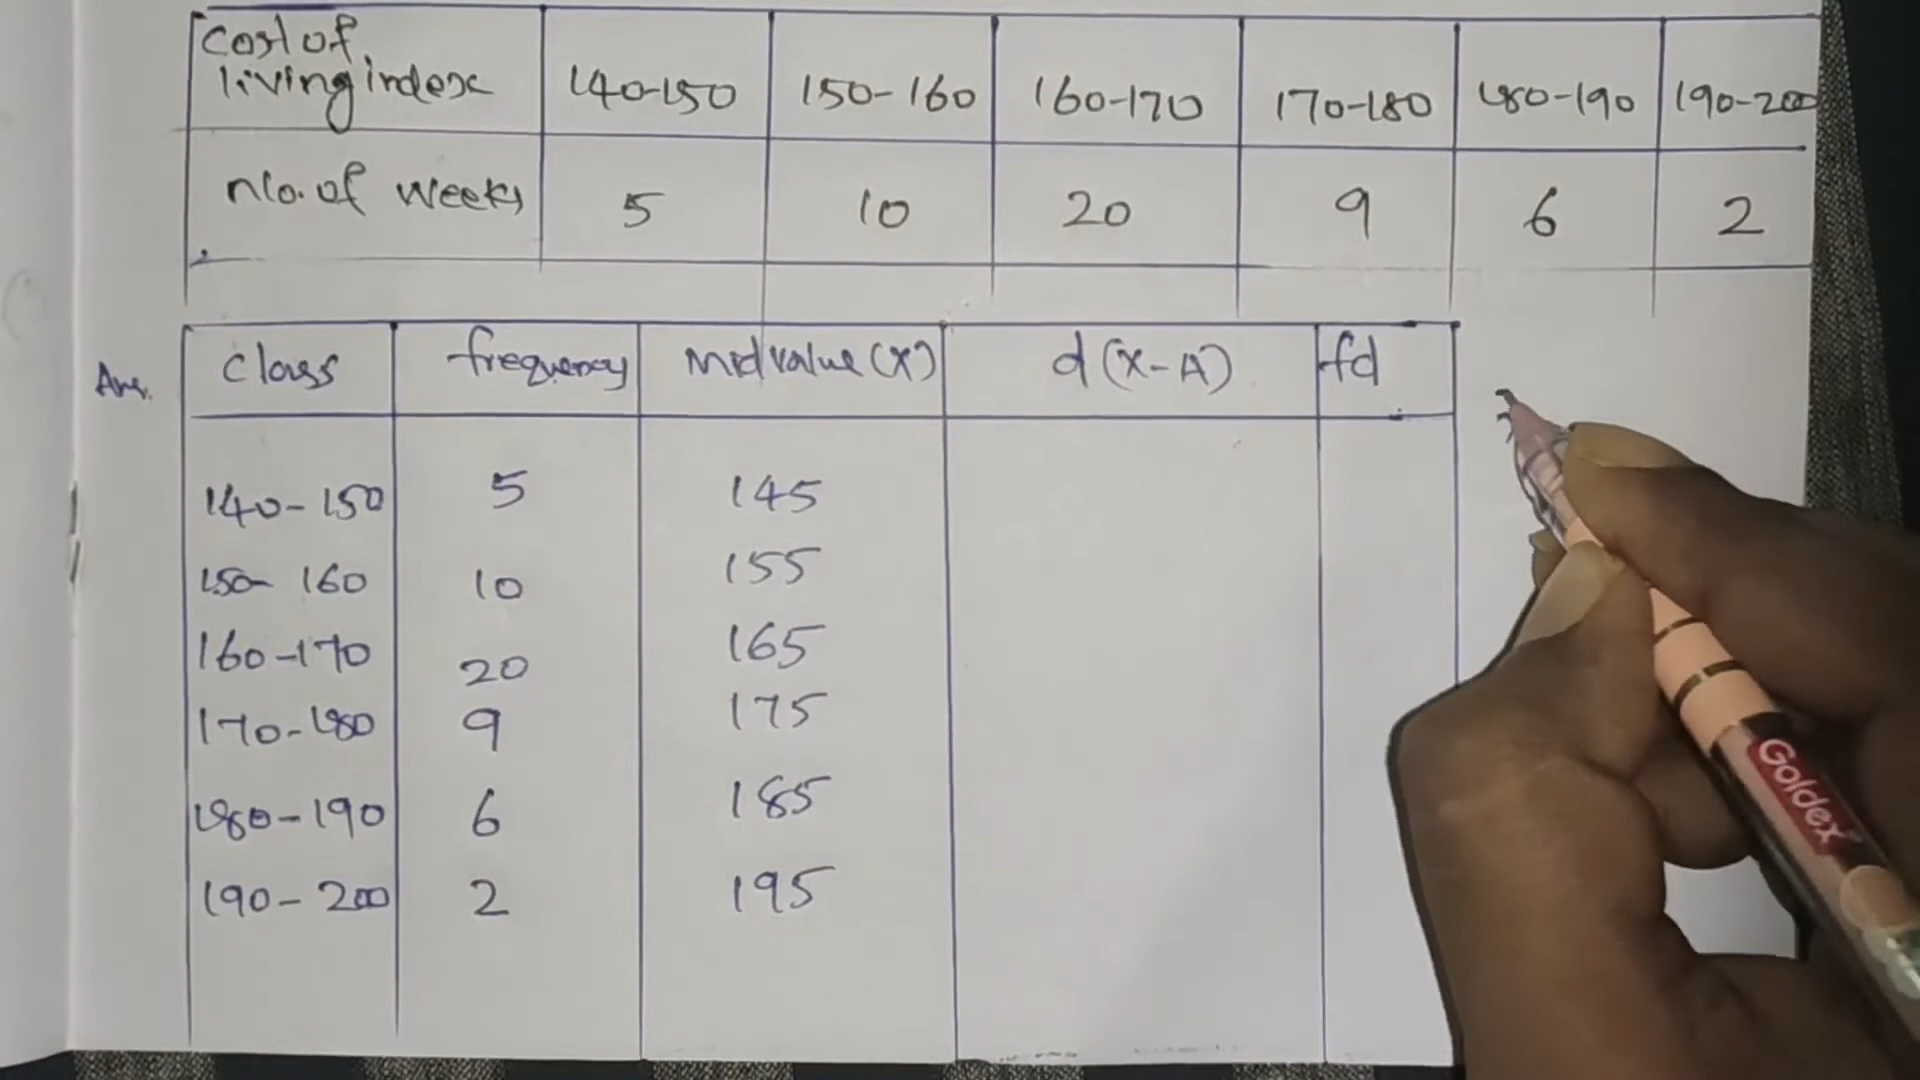 Cost of
living index 140-150 150-160 160-170 170-180 180-190 190-200
No. of weeks 5 10 20 9 6 2
Ans. Class frequency Mid value (X) d (X-A) fd
140-150 5 145
150-160 10 155
160-170 20 165
170-180 9 175
180-190 6 185
190-200 2 195
Goldex